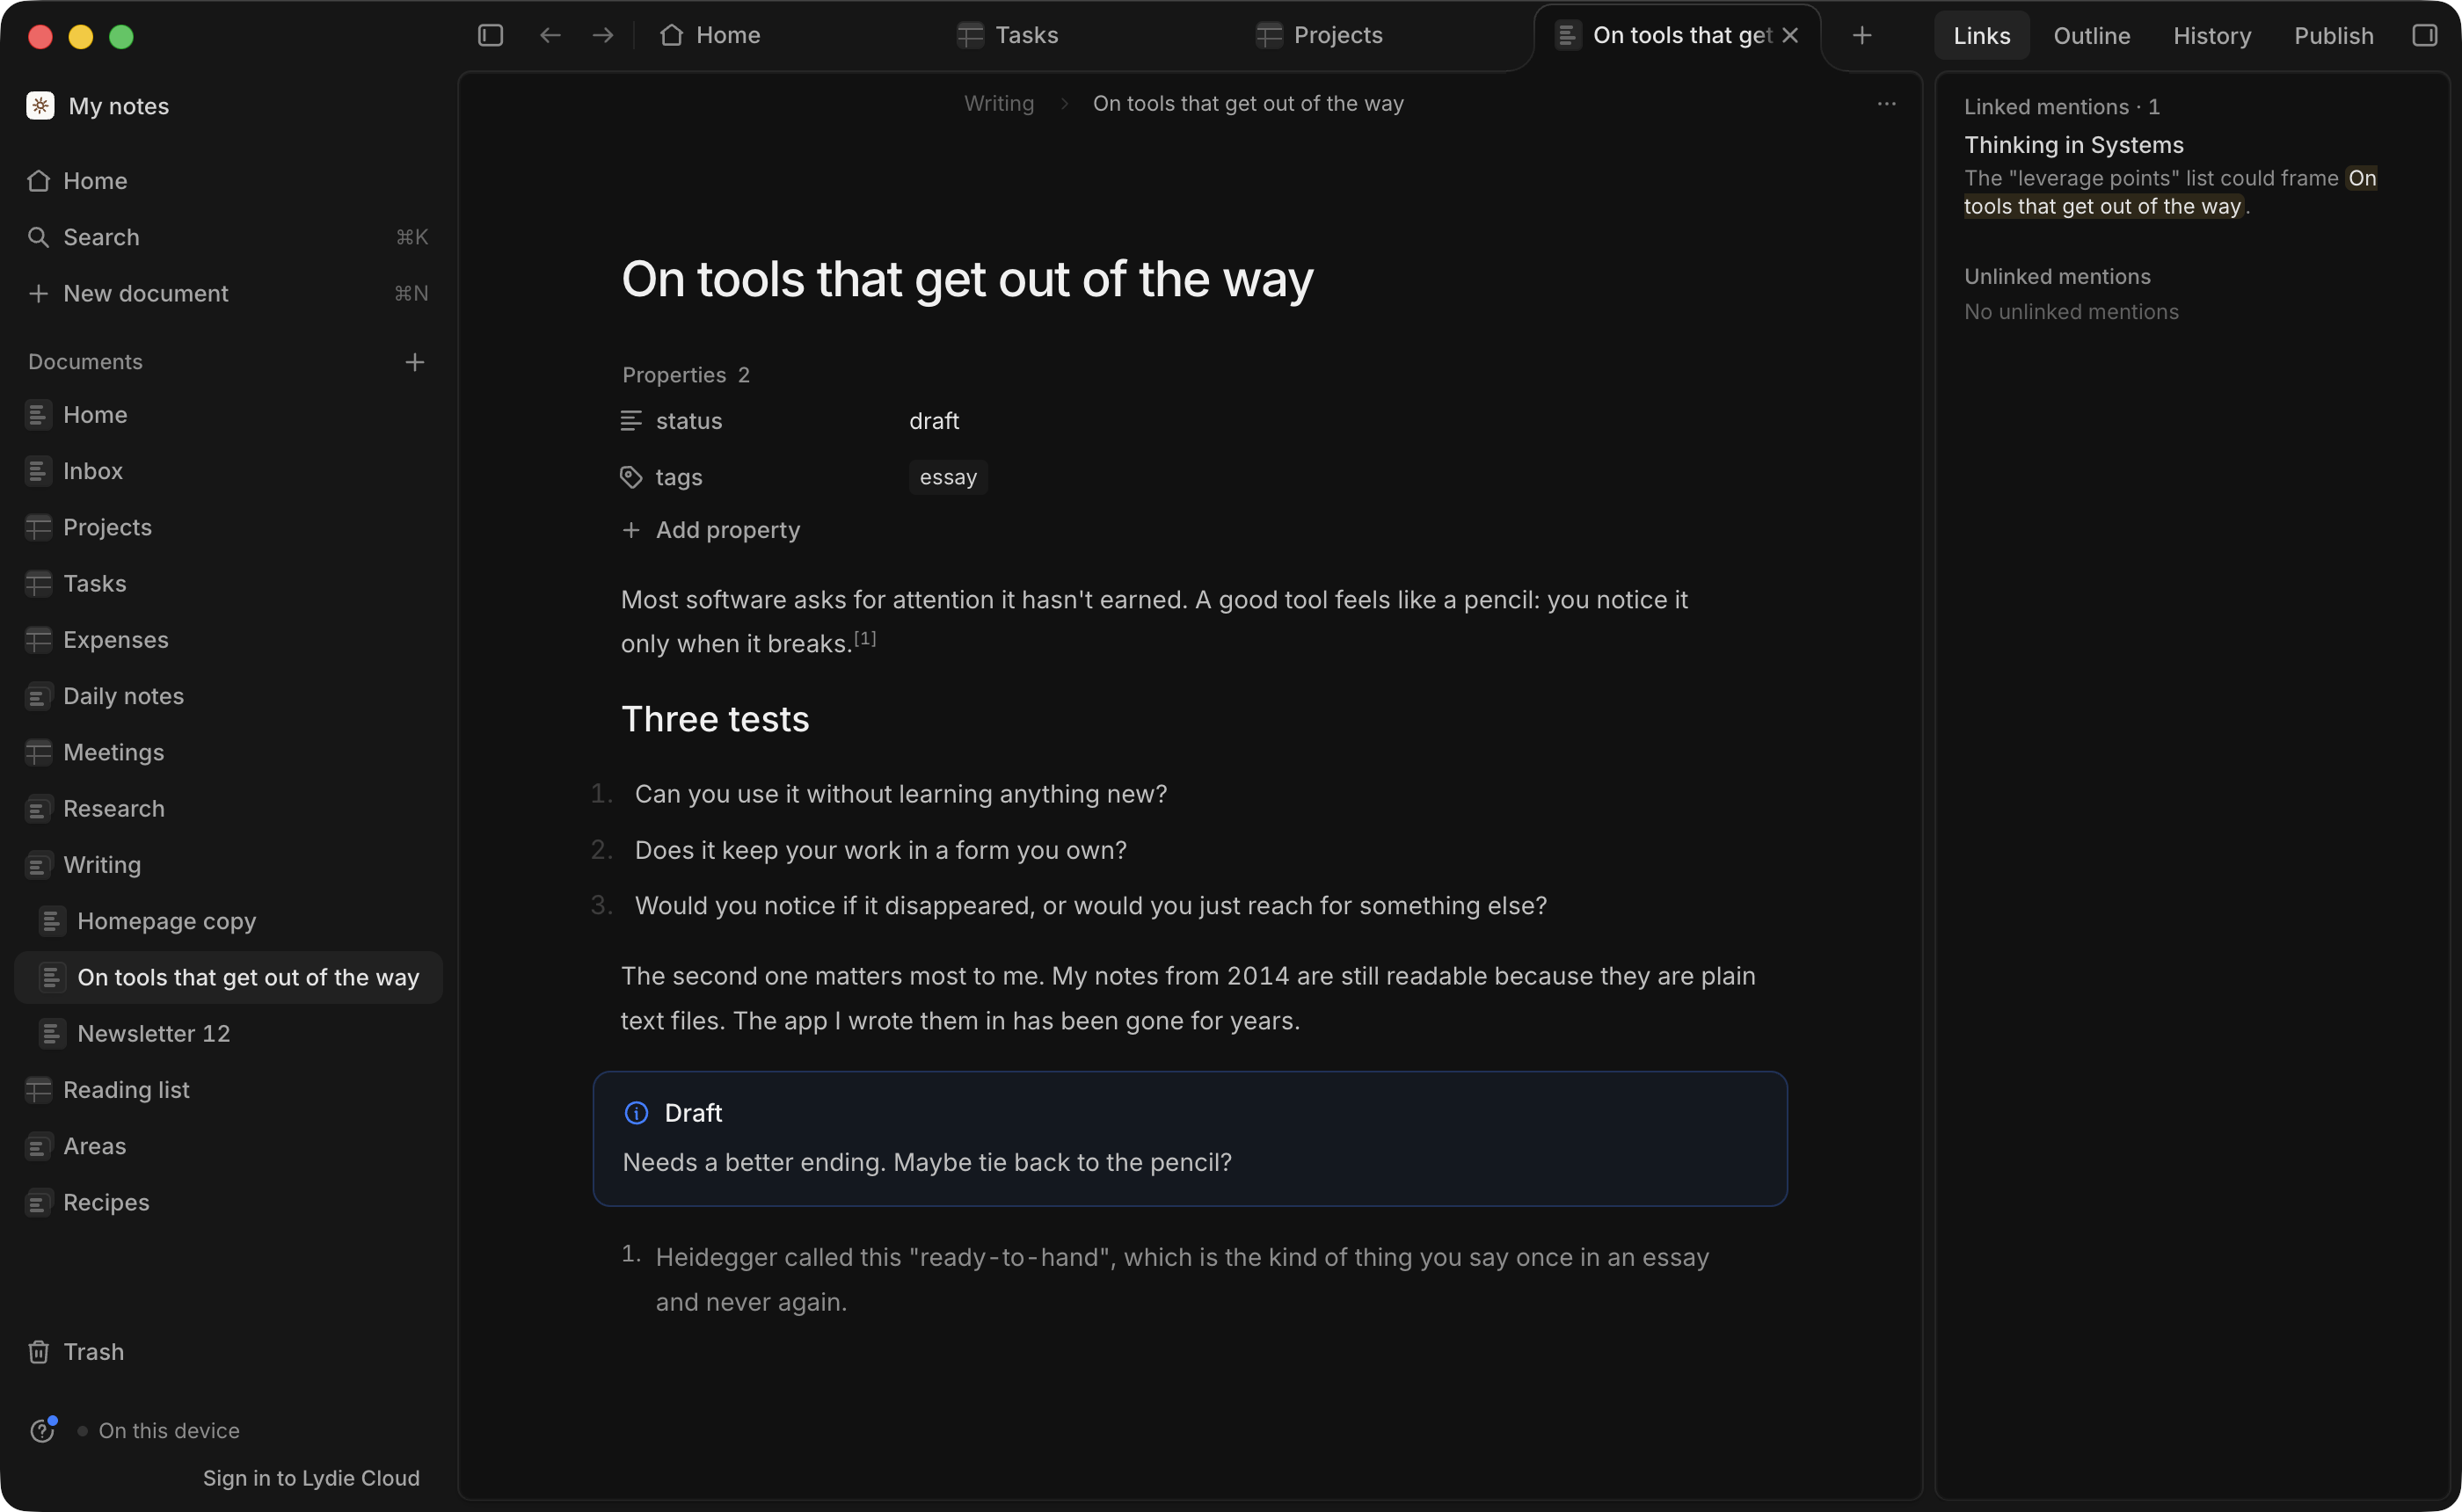 Home
Tasks
Projects
On tools that get
Links
Outline
History
Publish
My notes
Home
Search ⌘K
New document ⌘N
Documents
Home
Inbox
Projects
Tasks
Expenses
Daily notes
Meetings
Research
Writing
Homepage copy
On tools that get out of the way
Newsletter 12
Reading list
Areas
Recipes
Trash
On this device
Sign in to Lydie Cloud
Writing > On tools that get out of the way
On tools that get out of the way
Properties 2
status draft
tags essay
Add property
Most software asks for attention it hasn't earned. A good tool feels like a pencil: you notice it
only when it breaks.[1]
Three tests
1. Can you use it without learning anything new?
2. Does it keep your work in a form you own?
3. Would you notice if it disappeared, or would you just reach for something else?
The second one matters most to me. My notes from 2014 are still readable because they are plain
text files. The app I wrote them in has been gone for years.
Draft
Needs a better ending. Maybe tie back to the pencil?
1. Heidegger called this "ready-to-hand", which is the kind of thing you say once in an essay
and never again.
Linked mentions · 1
Thinking in Systems
The "leverage points" list could frame On
tools that get out of the way.
Unlinked mentions
No unlinked mentions